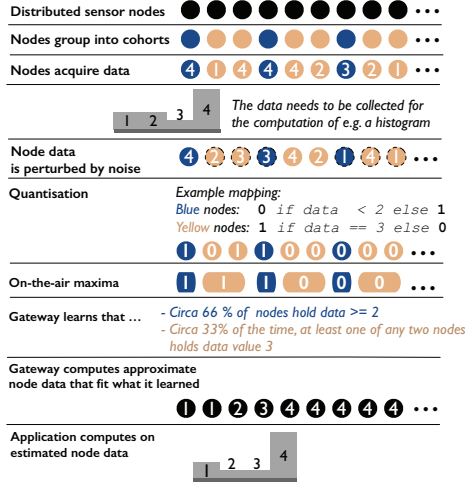 Distributed sensor nodes
Nodes group into cohorts
Nodes acquire data 4 1 4 4 4 2 3 2 1
1 2 3 4
The data needs to be collected for
the computation of e.g. a histogram
Node data
is perturbed by noise
4 2 3 3 4 2 1 4 1
Quantisation
Example mapping:
Blue nodes: 0 if data < 2 else 1
Yellow nodes: 1 if data == 3 else 0
1 0 1 1 0 0 0 0 0
On-the-air maxima 1 1 1 0 0 0
Gateway learns that ...
- Circa 66 % of nodes hold data >= 2
- Circa 33% of the time, at least one of any two nodes
holds data value 3
Gateway computes approximate
node data that fit what it learned
1 1 2 3 4 4 4 4 4
Application computes on
estimated node data
1 2 3 4